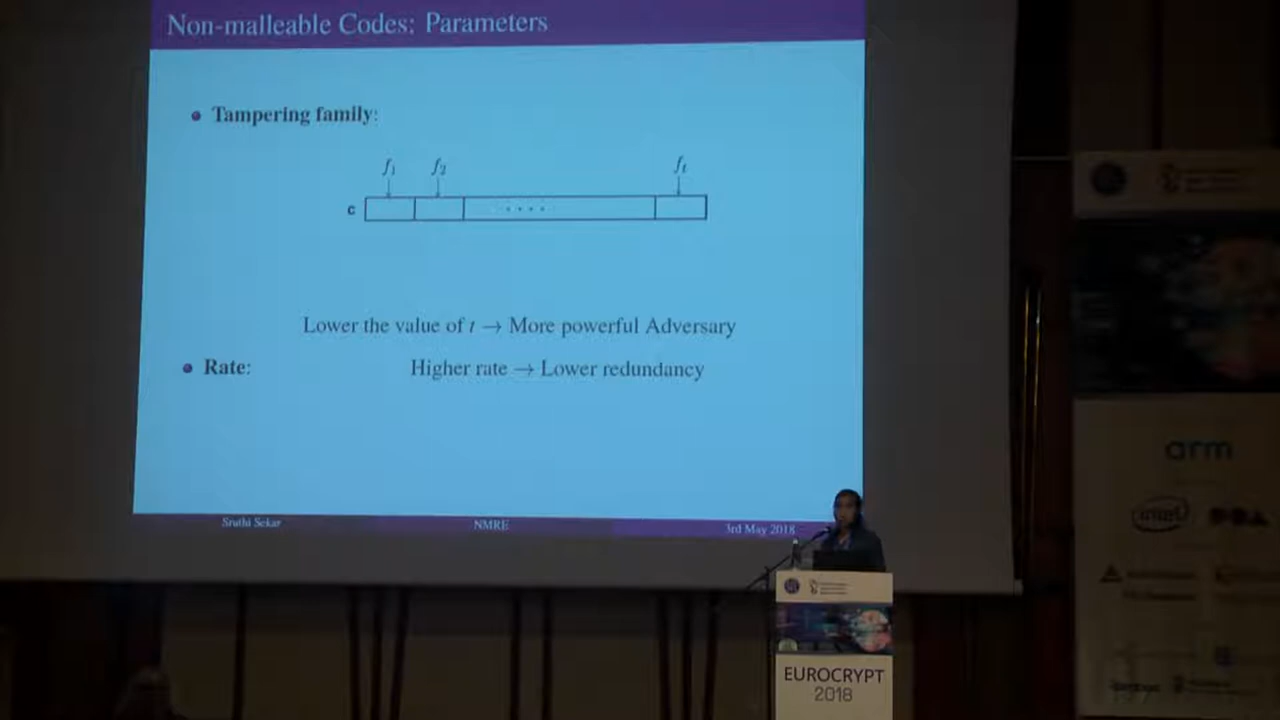 Non-malleable Codes: Parameters
Tampering family:
f1 f2 ft
c ....
Lower the value of t → More powerful Adversary
Rate: Higher rate → Lower redundancy
Sruthi Sekar NMRE 3rd May 2018
arm
intel
EUROCRYPT
2018